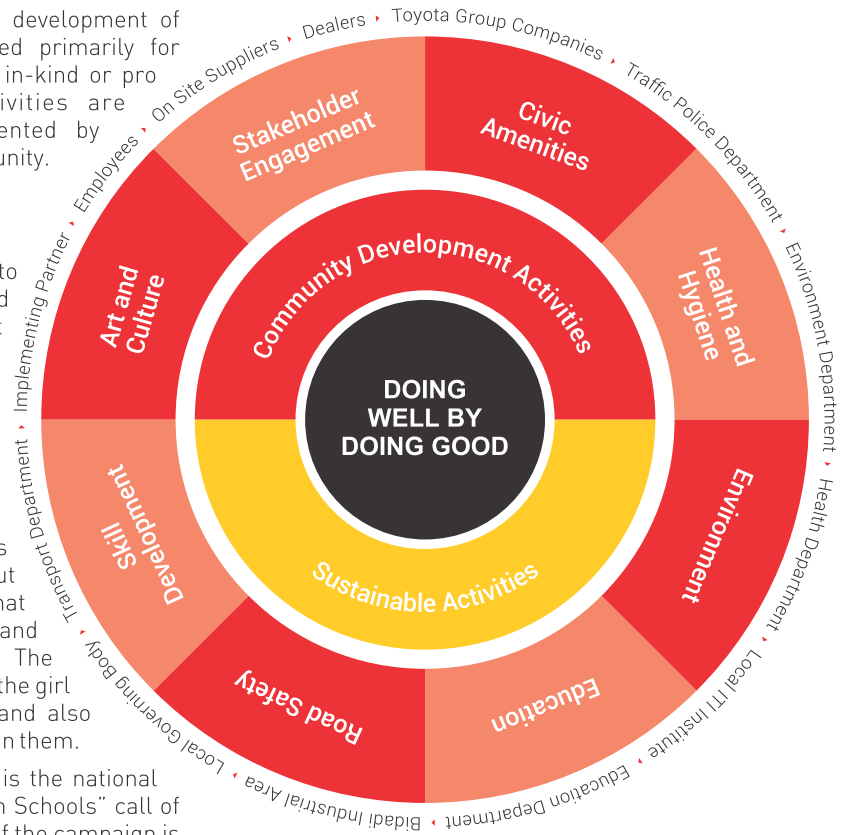 development of
ed primarily for
in-kind or pro
ivities are
ented by
unity.
to
s
ut
hat
and
The
the girl
and also
n them.
is the national
n Schools” call of
of the campaign is
Toyota Group Companies
Traffic Police Department
Environment Department
Health Department
Local ITI Institute
Education Department
Bidadi Industrial Area
Local Governing Body
Transport Department
Implementing Partner
Employees
On Site Suppliers
Dealers
Civic
Amenities
Health and
Hygiene
Environment
Education
Road Safety
Skill
Development
Art and
Culture
Stakeholder
Engagement
Community Development Activities
Sustainable Activities
DOING
WELL BY
DOING GOOD